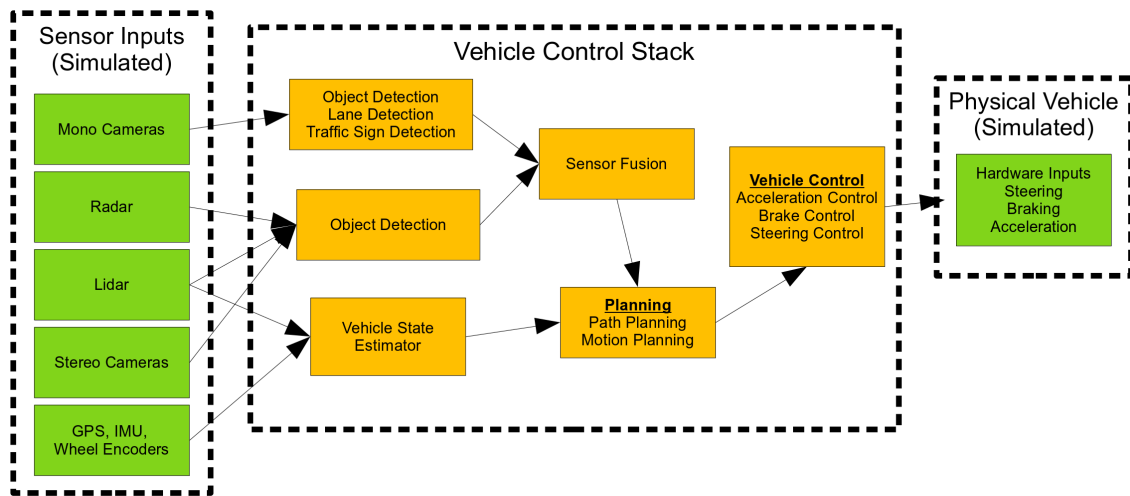 Sensor Inputs
(Simulated)
Mono Cameras
Radar
Lidar
Stereo Cameras
GPS, IMU,
Wheel Encoders
Vehicle Control Stack
Object Detection
Lane Detection
Traffic Sign Detection
Object Detection
Vehicle State
Estimator
Sensor Fusion
Planning
Path Planning
Motion Planning
Vehicle Control
Acceleration Control
Brake Control
Steering Control
Physical Vehicle
(Simulated)
Hardware Inputs
Steering
Braking
Acceleration